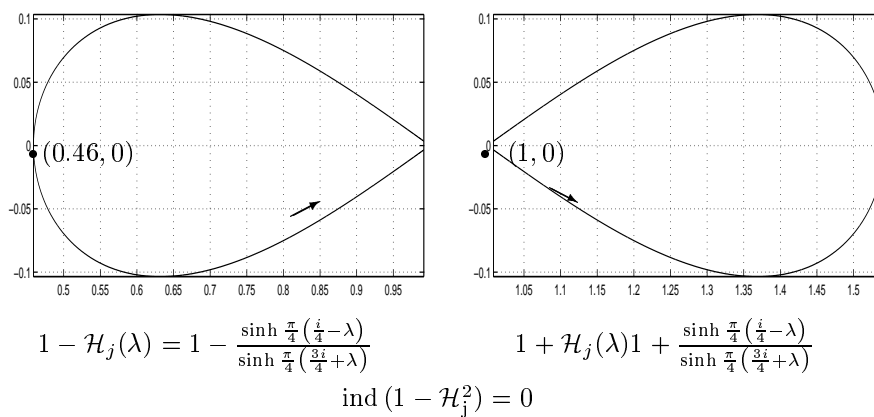 0.1
0.05
0
−0.05
−0.1
(0.46, 0)
0.5 0.55 0.6 0.65 0.7 0.75 0.8 0.85 0.9 0.95
0.1
0.05
0
−0.05
−0.1
(1, 0)
1.05 1.1 1.15 1.2 1.25 1.3 1.35 1.4 1.45 1.5
1 − ℋⱼ(λ) = 1 − sinh π/4 (i/4 − λ) / sinh π/4 (3i/4 + λ)
1 + ℋⱼ(λ)1 + sinh π/4 (i/4 − λ) / sinh π/4 (3i/4 + λ)
ind (1 − ℋ²ⱼ) = 0